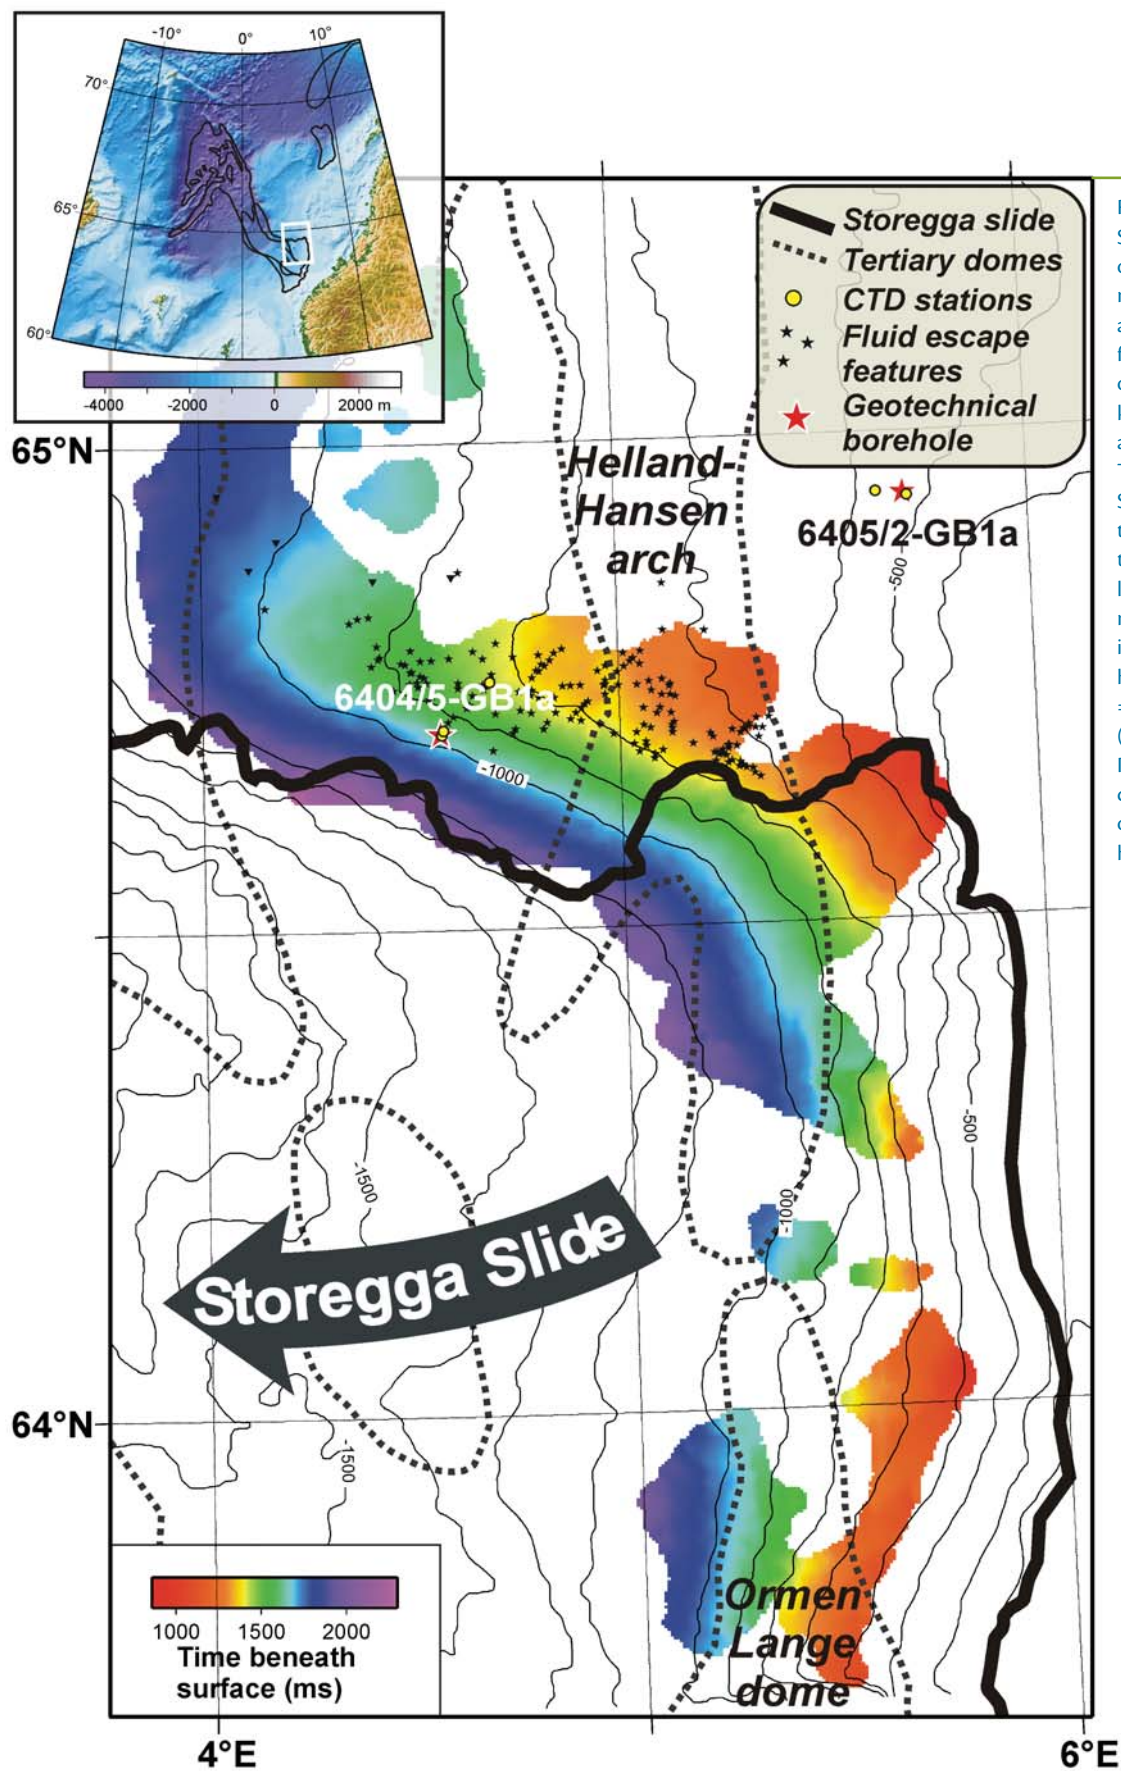 -10°
0°
10°
70°
65°
60°
-4000
-2000
0
2000 m
Storegga slide
Tertiary domes
CTD stations
Fluid escape
features
Geotechnical
borehole
65°N
Helland-
Hansen
arch
6405/2-GB1a
-500
6404/5-GB1a
-1000
-500
-1500
-1000
Storegga Slide
64°N
-1500
1000
1500
2000
Time beneath
surface (ms)
Ormen
Lange
dome
4°E
6°E